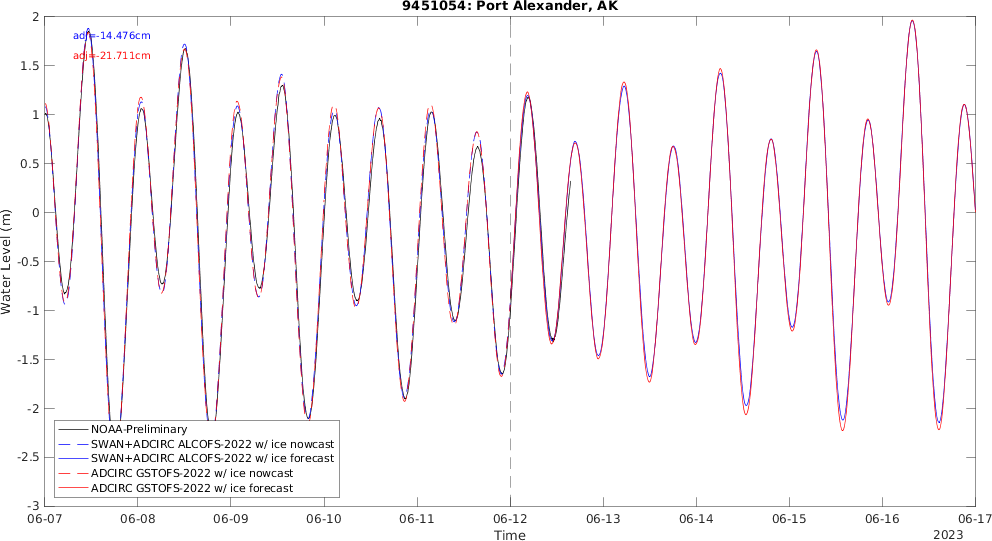 9451054: Port Alexander, AK
adj=-14.476cm
adj=-21.711cm
2
1.5
1
0.5
0
-0.5
-1
-1.5
-2
-2.5
-3
Water Level (m)
NOAA-Preliminary
SWAN+ADCIRC ALCOFS-2022 w/ ice nowcast
SWAN+ADCIRC ALCOFS-2022 w/ ice forecast
ADCIRC GSTOFS-2022 w/ ice nowcast
ADCIRC GSTOFS-2022 w/ ice forecast
06-07 06-08 06-09 06-10 06-11 06-12 06-13 06-14 06-15 06-16 06-17
Time
2023